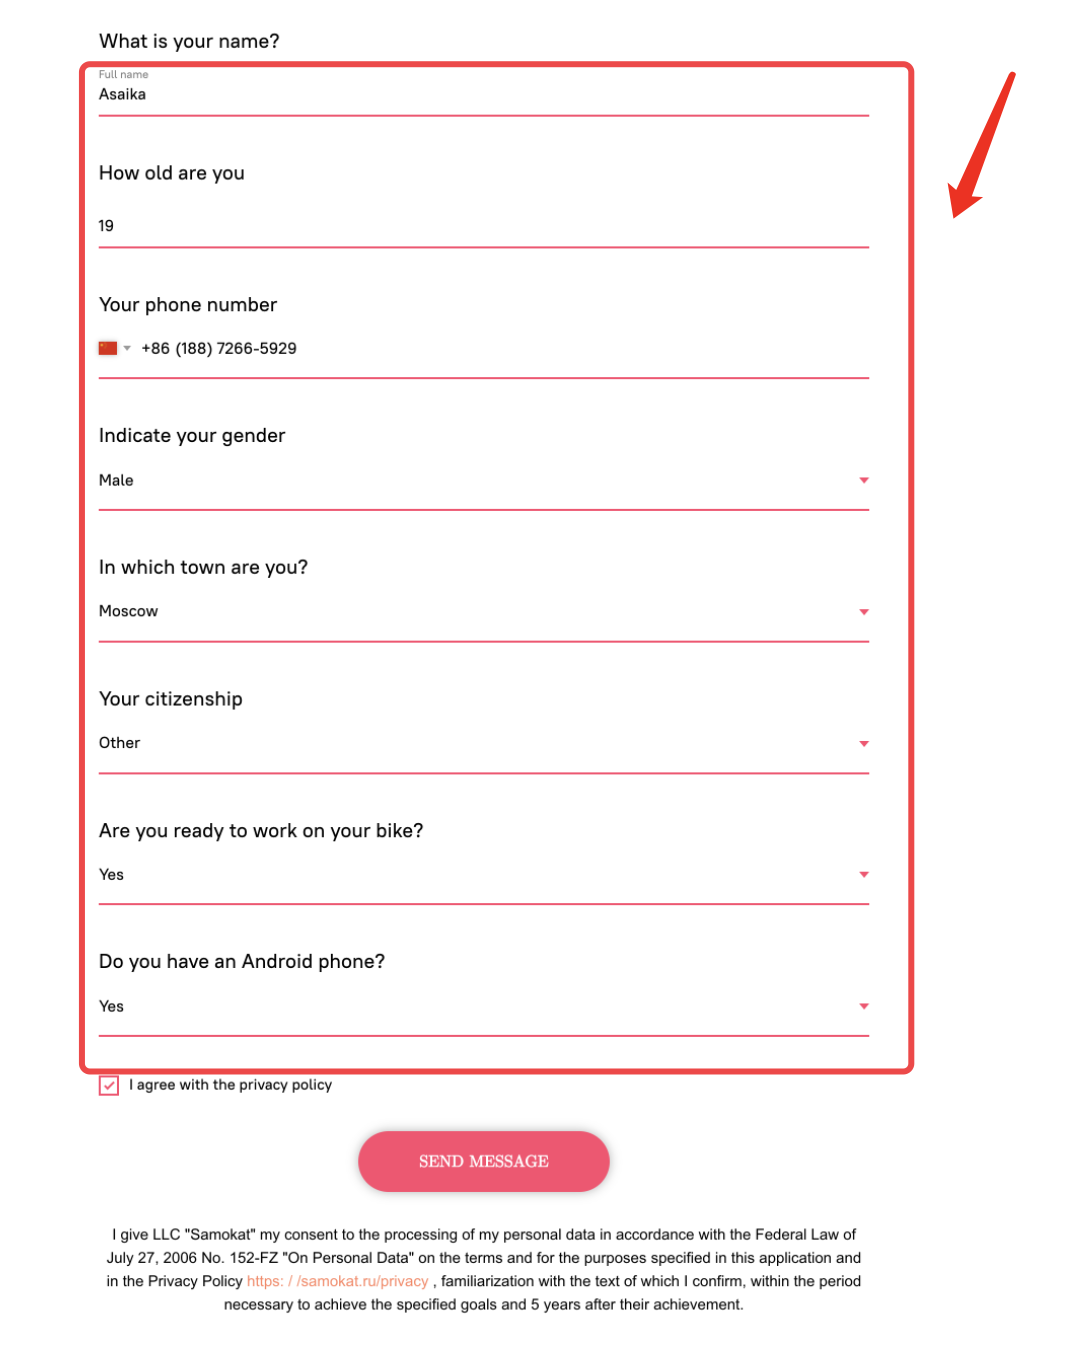 What is your name?
Full name
Asaika
How old are you
19
Your phone number
+86 (188) 7266-5929
Indicate your gender
Male
In which town are you?
Moscow
Your citizenship
Other
Are you ready to work on your bike?
Yes
Do you have an Android phone?
Yes
I agree with the privacy policy
SEND MESSAGE
I give LLC "Samokat" my consent to the processing of my personal data in accordance with the Federal Law of
July 27, 2006 No. 152-FZ "On Personal Data" on the terms and for the purposes specified in this application and
in the Privacy Policy https: / /samokat.ru/privacy , familiarization with the text of which I confirm, within the period
necessary to achieve the specified goals and 5 years after their achievement.